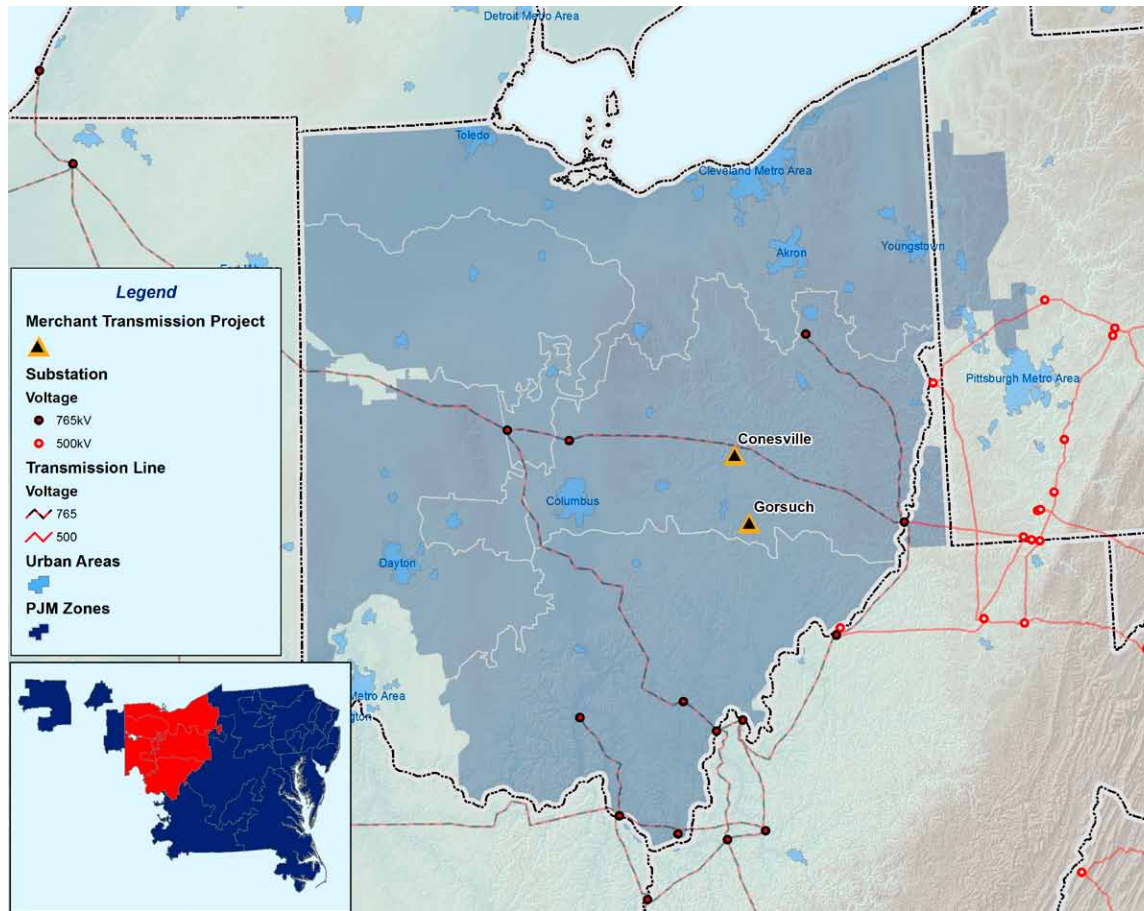 Detroit Metro Area
Toledo
Cleveland Metro Area
Youngstown
Akron
Pittsburgh Metro Area
Conesville
Columbus
Gorsuch
Dayton
Metro Area
Legend
Merchant Transmission Project
Substation
Voltage
765kV
500kV
Transmission Line
Voltage
765
500
Urban Areas
PJM Zones